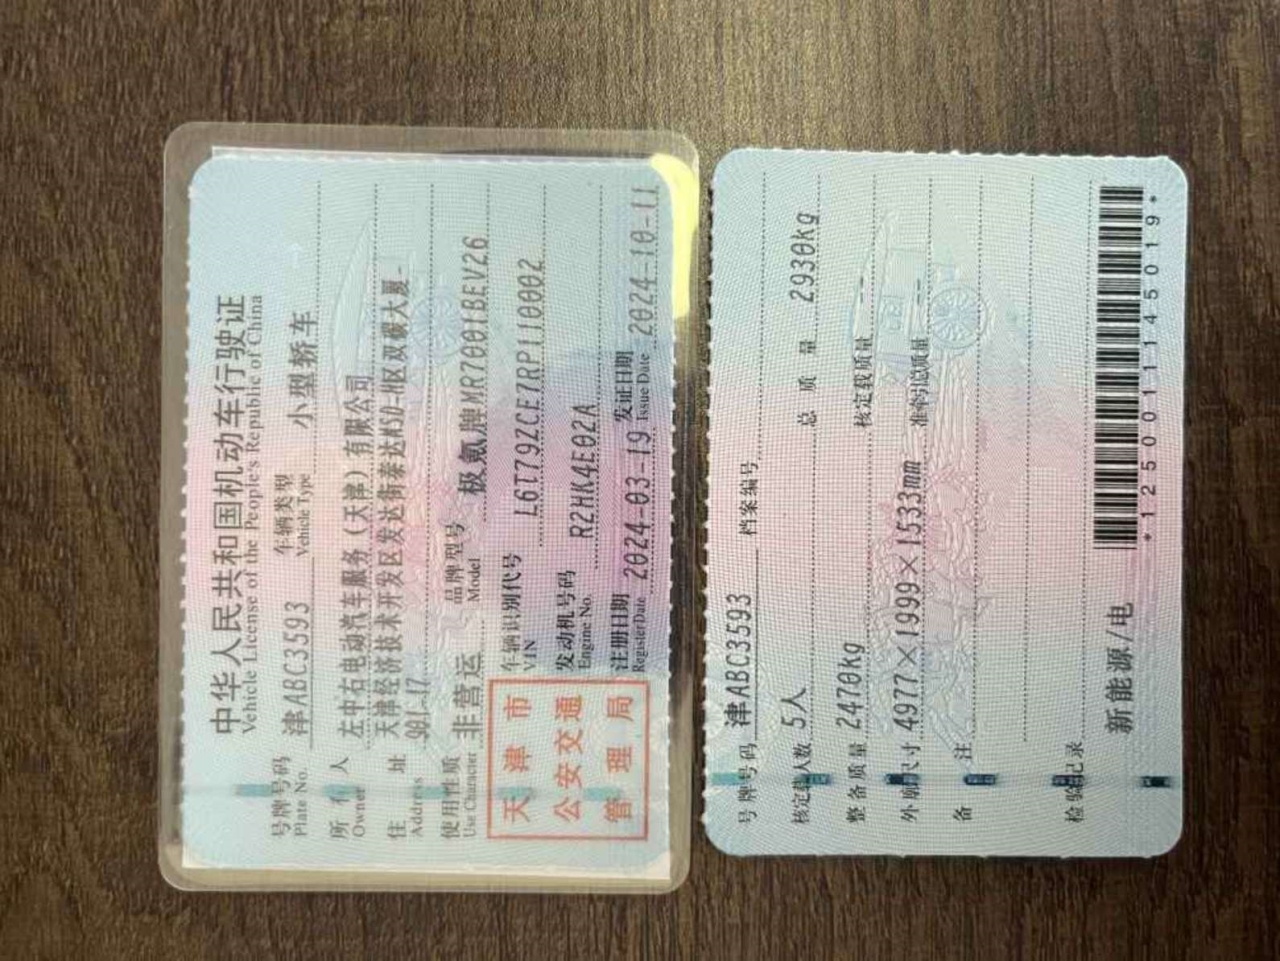 中华人民共和国机动车行驶证
Vehicle License of the People's Republic of China
号牌号码 津ABC3593 车辆类型 小型轿车
Plate No. Vehicle Type
所有人 左中右电动汽车服务（天津）有限公司
Owner
住址 天津经济技术开发区发达街泰达MSD-H区双碳大厦-
Address
使用性质 非营运 品牌型号 极氪牌MR7001BEV26
Use Character Model
车辆识别代号 L6T79ZCE7RP110002
VIN
发动机号码 R2HK4E02A
Engine No.
注册日期 2024-03-19 发证日期 2024-10-11
Register Date Issue Date
天津市
公安交通
管理局
号牌号码 津ABC3593 档案编号
核定载人数 5人 总质量 2930kg
整备质量 2470kg 核定载质量 --
外廓尺寸 4977×1999×1533mm 准牵引总质量 --
备注
检验记录
新能源/电
*1250011145019*